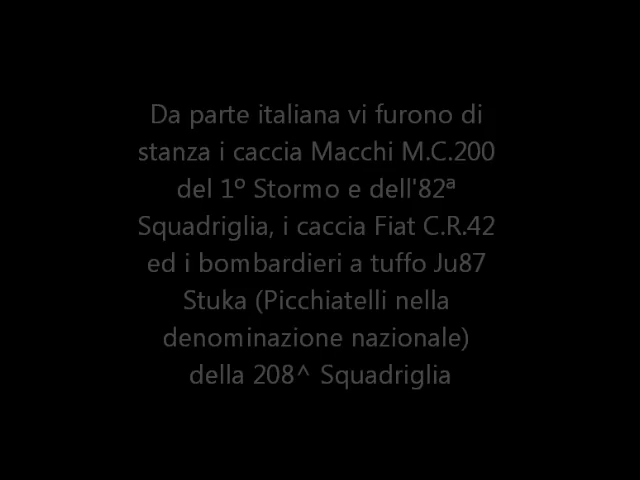 Da parte italiana vi furono di
stanza i caccia Macchi M.C.200
del 1º Stormo e dell'82ª
Squadriglia, i caccia Fiat C.R.42
ed i bombardieri a tuffo Ju87
Stuka (Picchiatelli nella
denominazione nazionale)
della 208^ Squadriglia